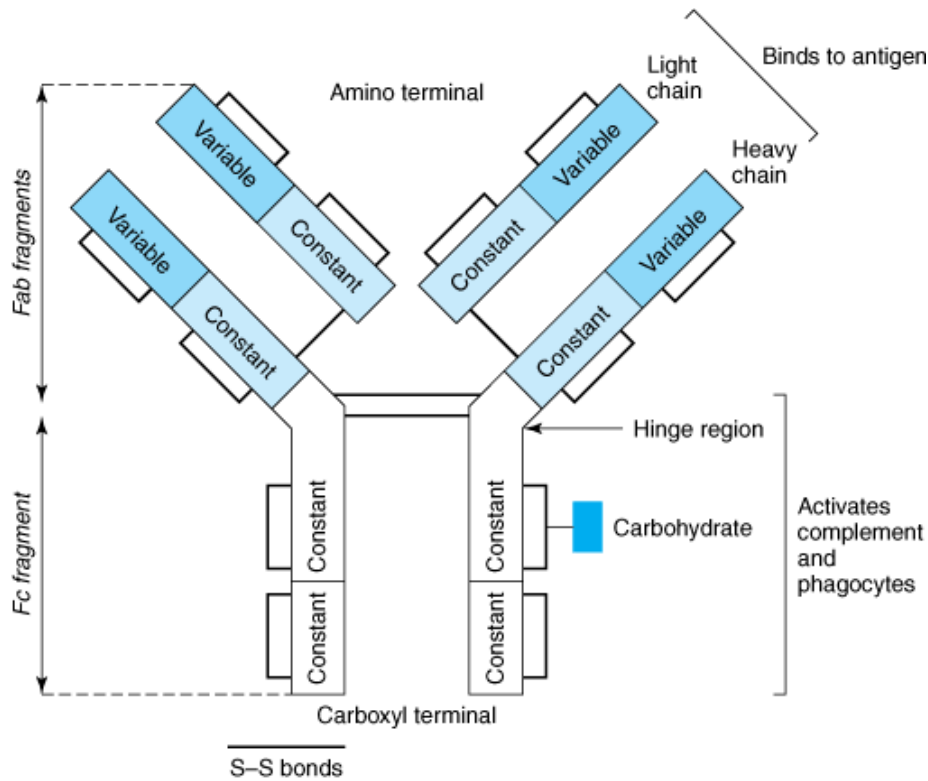 Binds to antigen
Light
chain
Amino terminal
Heavy
chain
Variable
Variable
Variable
Variable
Constant
Constant
Constant
Constant
Fab fragments
Hinge region
Constant
Constant
Carbohydrate
Activates
complement
and
phagocytes
Fc fragment
Constant
Constant
Carboxyl terminal
S–S bonds